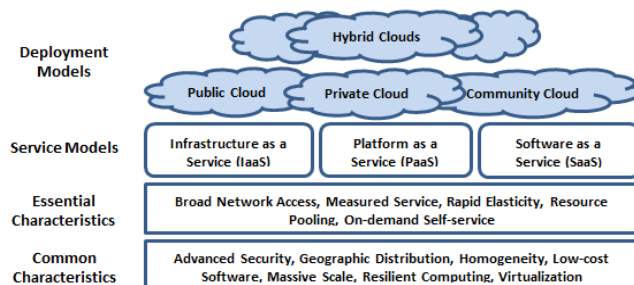 Deployment
Models
Hybrid Clouds
Public Cloud
Private Cloud
Community Cloud
Service Models
Infrastructure as a
Service (IaaS)
Platform as a
Service (PaaS)
Software as a
Service (SaaS)
Essential
Characteristics
Broad Network Access, Measured Service, Rapid Elasticity, Resource
Pooling, On-demand Self-service
Common
Characteristics
Advanced Security, Geographic Distribution, Homogeneity, Low-cost
Software, Massive Scale, Resilient Computing, Virtualization